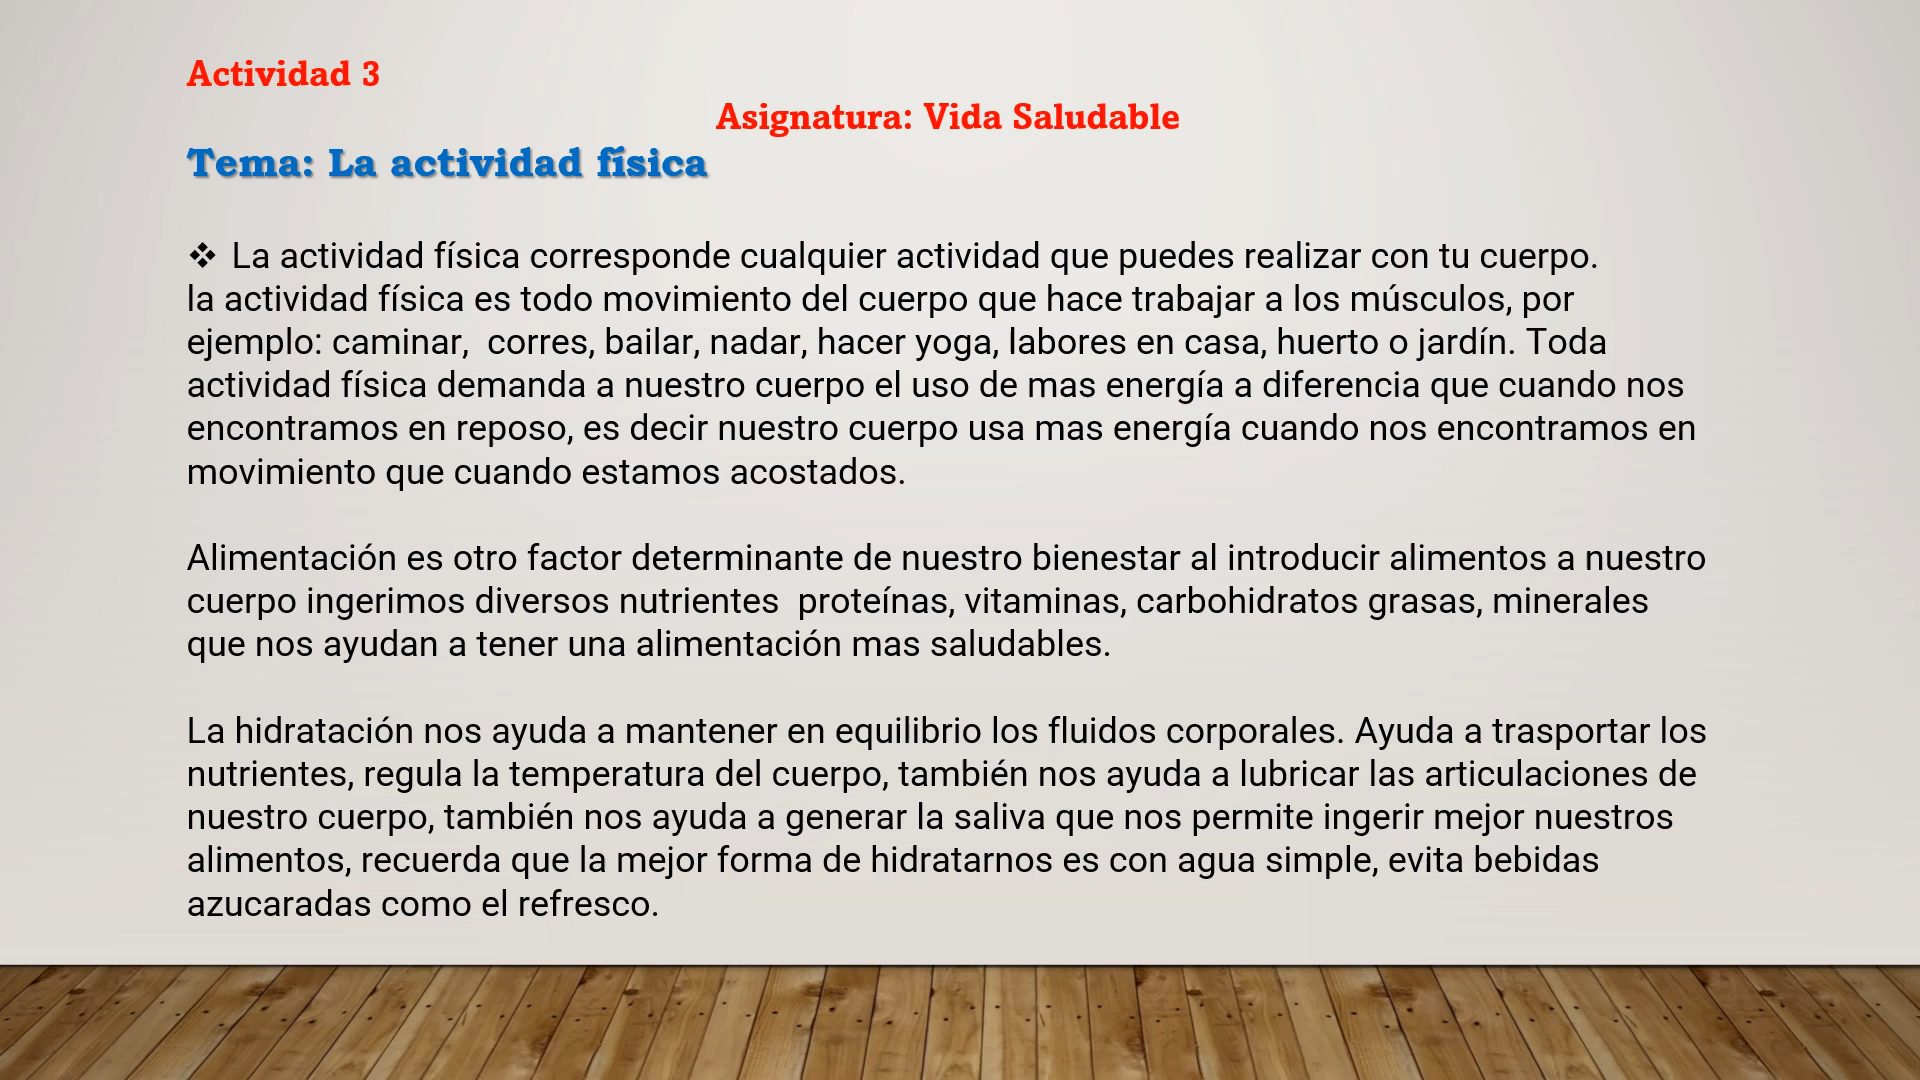 Actividad 3
Asignatura: Vida Saludable
Tema: La actividad física
❖ La actividad física corresponde cualquier actividad que puedes realizar con tu cuerpo.
la actividad física es todo movimiento del cuerpo que hace trabajar a los músculos, por
ejemplo: caminar,  corres, bailar, nadar, hacer yoga, labores en casa, huerto o jardín. Toda
actividad física demanda a nuestro cuerpo el uso de mas energía a diferencia que cuando nos
encontramos en reposo, es decir nuestro cuerpo usa mas energía cuando nos encontramos en
movimiento que cuando estamos acostados.
Alimentación es otro factor determinante de nuestro bienestar al introducir alimentos a nuestro
cuerpo ingerimos diversos nutrientes  proteínas, vitaminas, carbohidratos grasas, minerales
que nos ayudan a tener una alimentación mas saludables.
La hidratación nos ayuda a mantener en equilibrio los fluidos corporales. Ayuda a trasportar los
nutrientes, regula la temperatura del cuerpo, también nos ayuda a lubricar las articulaciones de
nuestro cuerpo, también nos ayuda a generar la saliva que nos permite ingerir mejor nuestros
alimentos, recuerda que la mejor forma de hidratarnos es con agua simple, evita bebidas
azucaradas como el refresco.